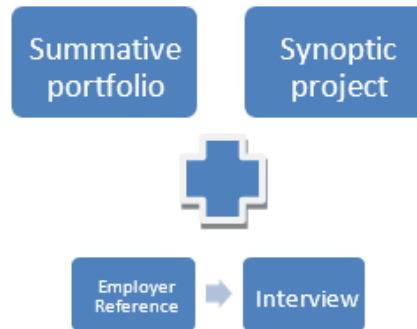 Summative
portfolio
Synoptic
project
Employer
Reference
Interview